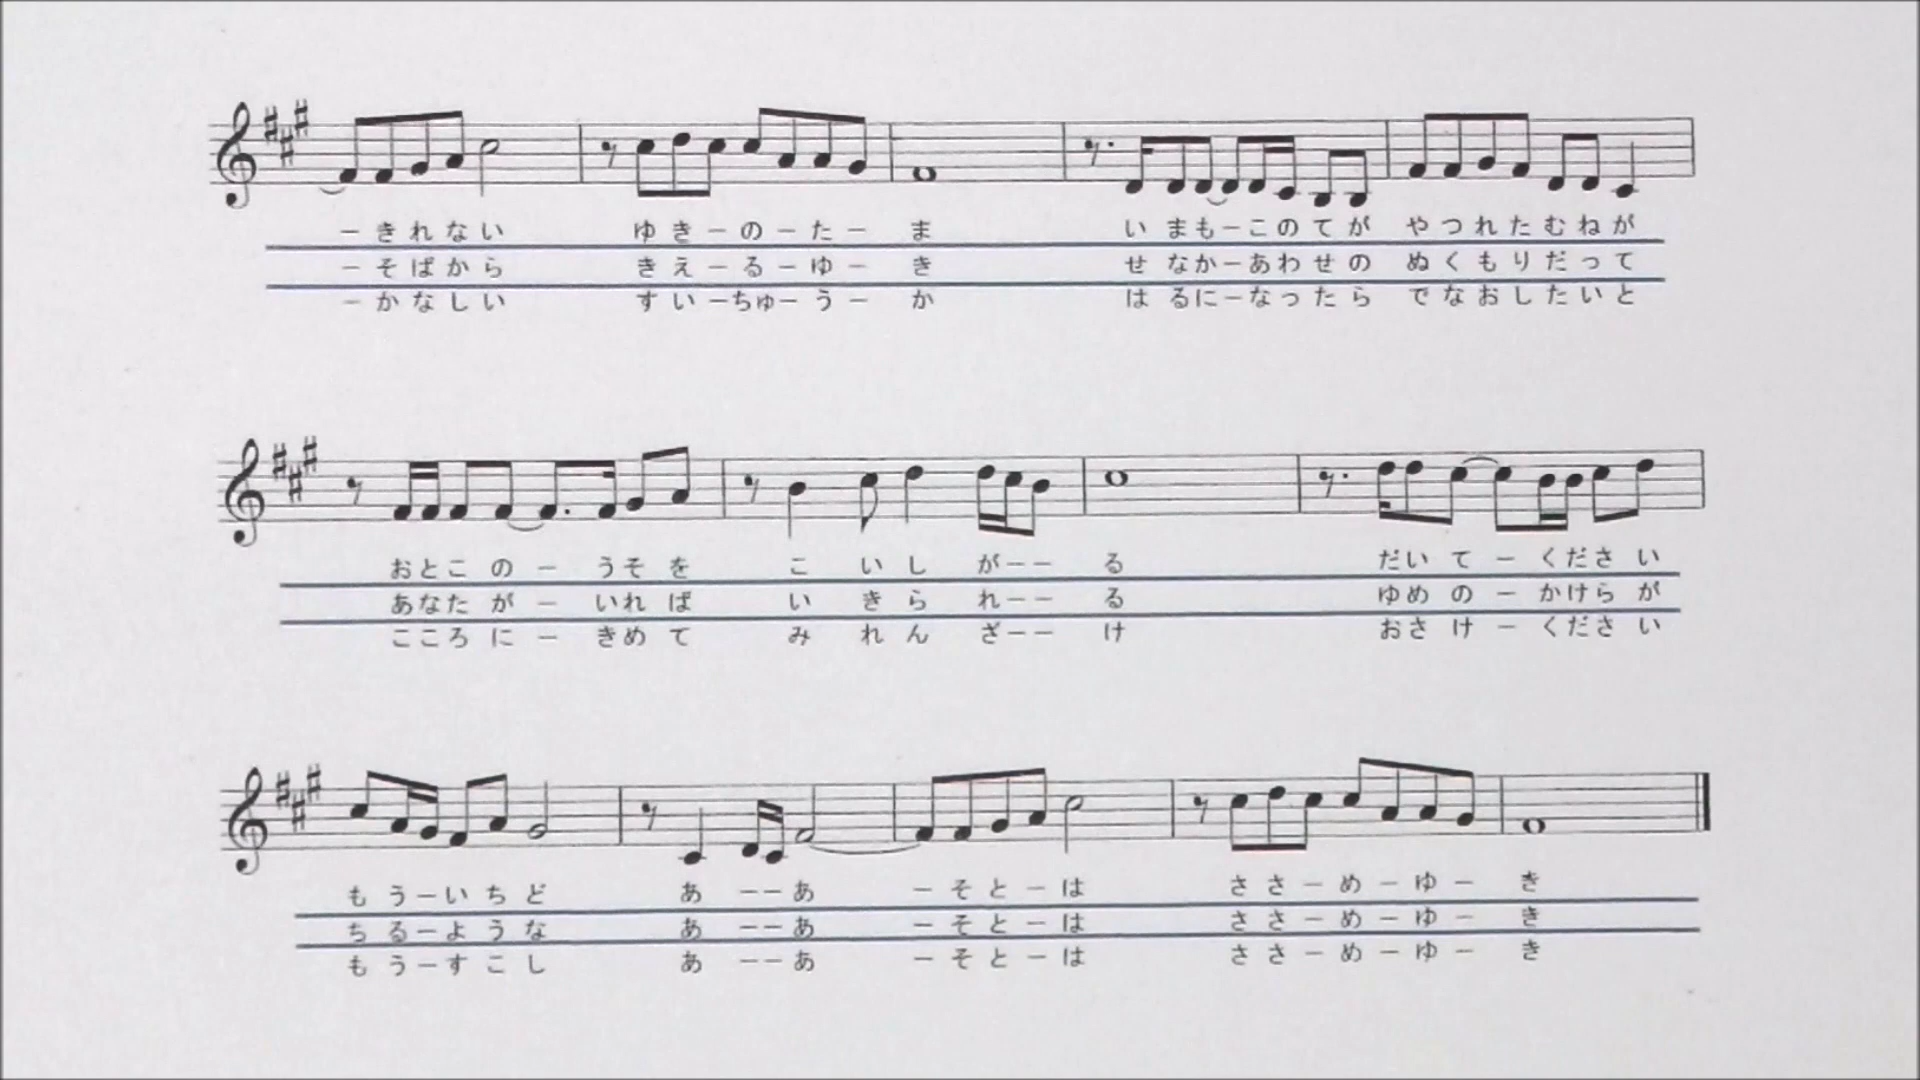 ーきれない ゆきーのーたー ま いまもーこのてが やつれたむねが
ーそばから きえーるーゆー き せなかーあわせの ぬくもりだって
ーかなしい すいーちゅーうー か はるにーなったら でなおしたいと
おとこのーうそを こいしがーー る だいてーください
あなたがーいれば いきられーー る ゆめのーかけらが
こころにーきめて みれんざーー け おさけーください
もうーいちど あーーあ ーそとーは ささーめーゆー き
ちるーような あーーあ ーそとーは ささーめーゆー き
もうーすこし あーーあ ーそとーは ささーめーゆー き